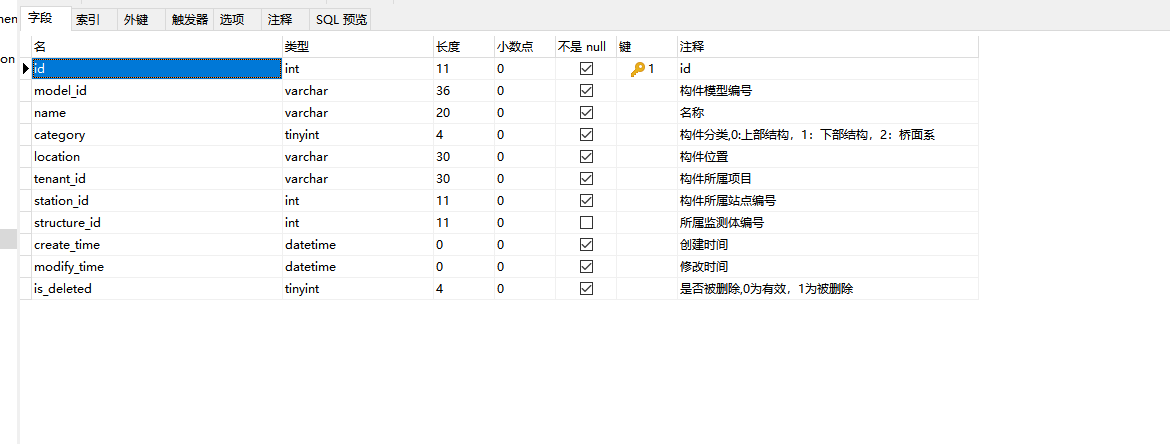 men
字段 索引 外键 触发器 选项 注释 SQL 预览
名 类型 长度 小数点 不是 null 键 注释
on
id int 11 0 1 id
model_id varchar 36 0 构件模型编号
name varchar 20 0 名称
category tinyint 4 0 构件分类,0:上部结构，1：下部结构，2：桥面系
location varchar 30 0 构件位置
tenant_id varchar 30 0 构件所属项目
station_id int 11 0 构件所属站点编号
structure_id int 11 0 所属监测体编号
create_time datetime 0 0 创建时间
modify_time datetime 0 0 修改时间
is_deleted tinyint 4 0 是否被删除,0为有效，1为被删除